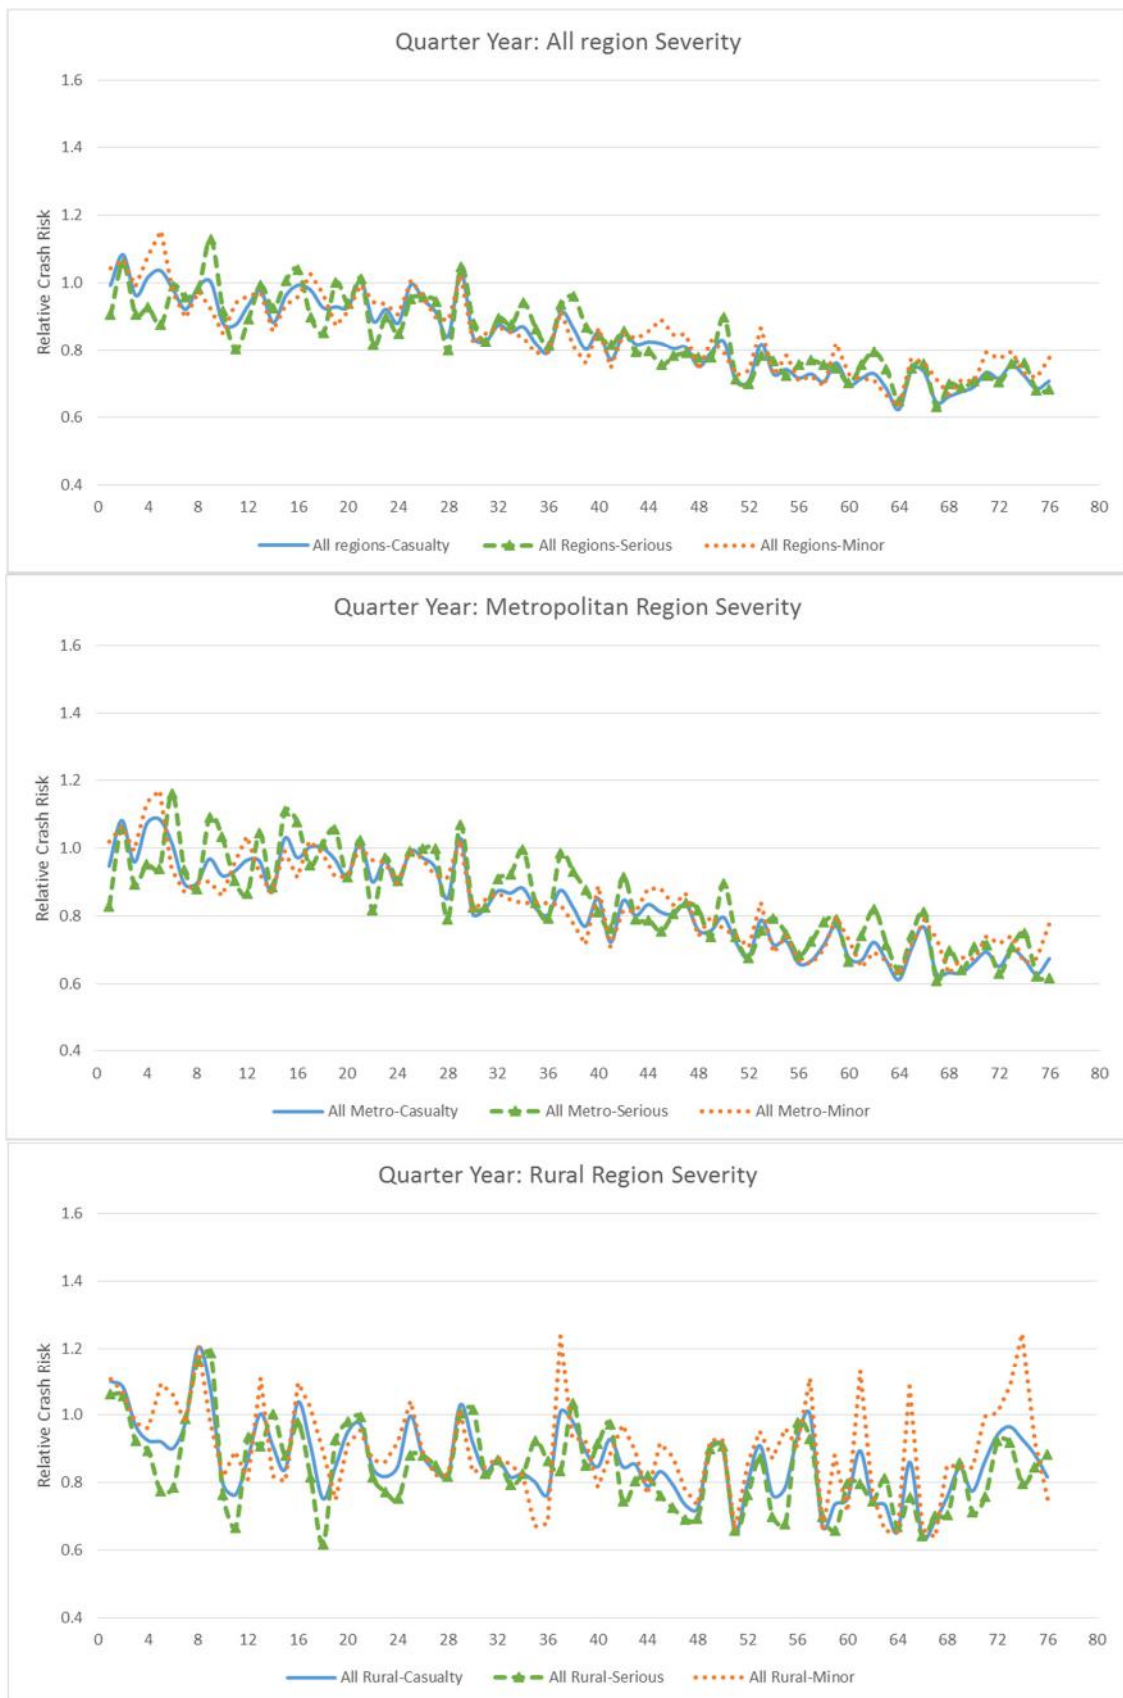 Quarter Year: All region Severity
Relative Crash Risk
1.6
1.4
1.2
1.0
0.8
0.6
0.4
0 4 8 12 16 20 24 28 32 36 40 44 48 52 56 60 64 68 72 76 80
All regions-Casualty All Regions-Serious All Regions-Minor
Quarter Year: Metropolitan Region Severity
Relative Crash Risk
1.6
1.4
1.2
1.0
0.8
0.6
0.4
0 4 8 12 16 20 24 28 32 36 40 44 48 52 56 60 64 68 72 76 80
All Metro-Casualty All Metro-Serious All Metro-Minor
Quarter Year: Rural Region Severity
Relative Crash Risk
1.6
1.4
1.2
1.0
0.8
0.6
0.4
0 4 8 12 16 20 24 28 32 36 40 44 48 52 56 60 64 68 72 76 80
All Rural-Casualty All Rural-Serious All Rural-Minor